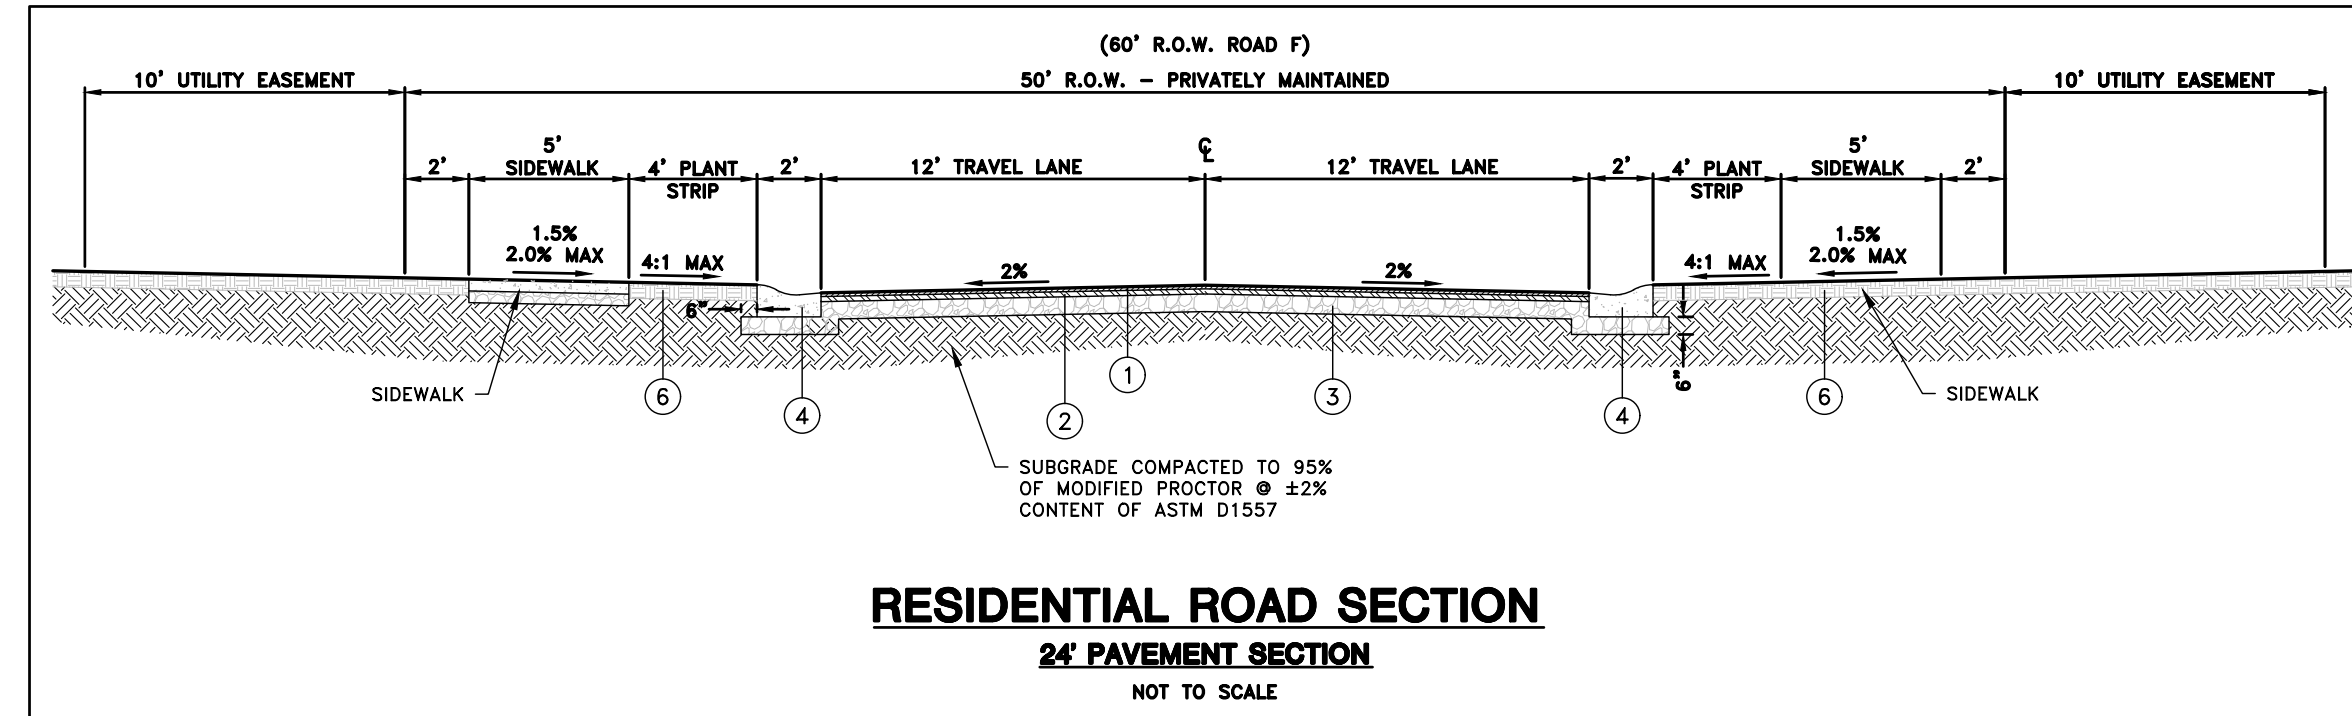 (60' R.O.W. ROAD F)
10' UTILITY EASEMENT
50' R.O.W. - PRIVATELY MAINTAINED
10' UTILITY EASEMENT
2'
5'
SIDEWALK
4' PLANT
STRIP
2'
12' TRAVEL LANE
℄
12' TRAVEL LANE
2'
4' PLANT
STRIP
5'
SIDEWALK
2'
1.5%
2.0% MAX
4:1 MAX
2%
2%
4:1 MAX
1.5%
2.0% MAX
6"
6"
SIDEWALK
6
4
2
1
3
4
6
SIDEWALK
SUBGRADE COMPACTED TO 95%
OF MODIFIED PROCTOR @ ±2%
CONTENT OF ASTM D1557
RESIDENTIAL ROAD SECTION
24' PAVEMENT SECTION
NOT TO SCALE